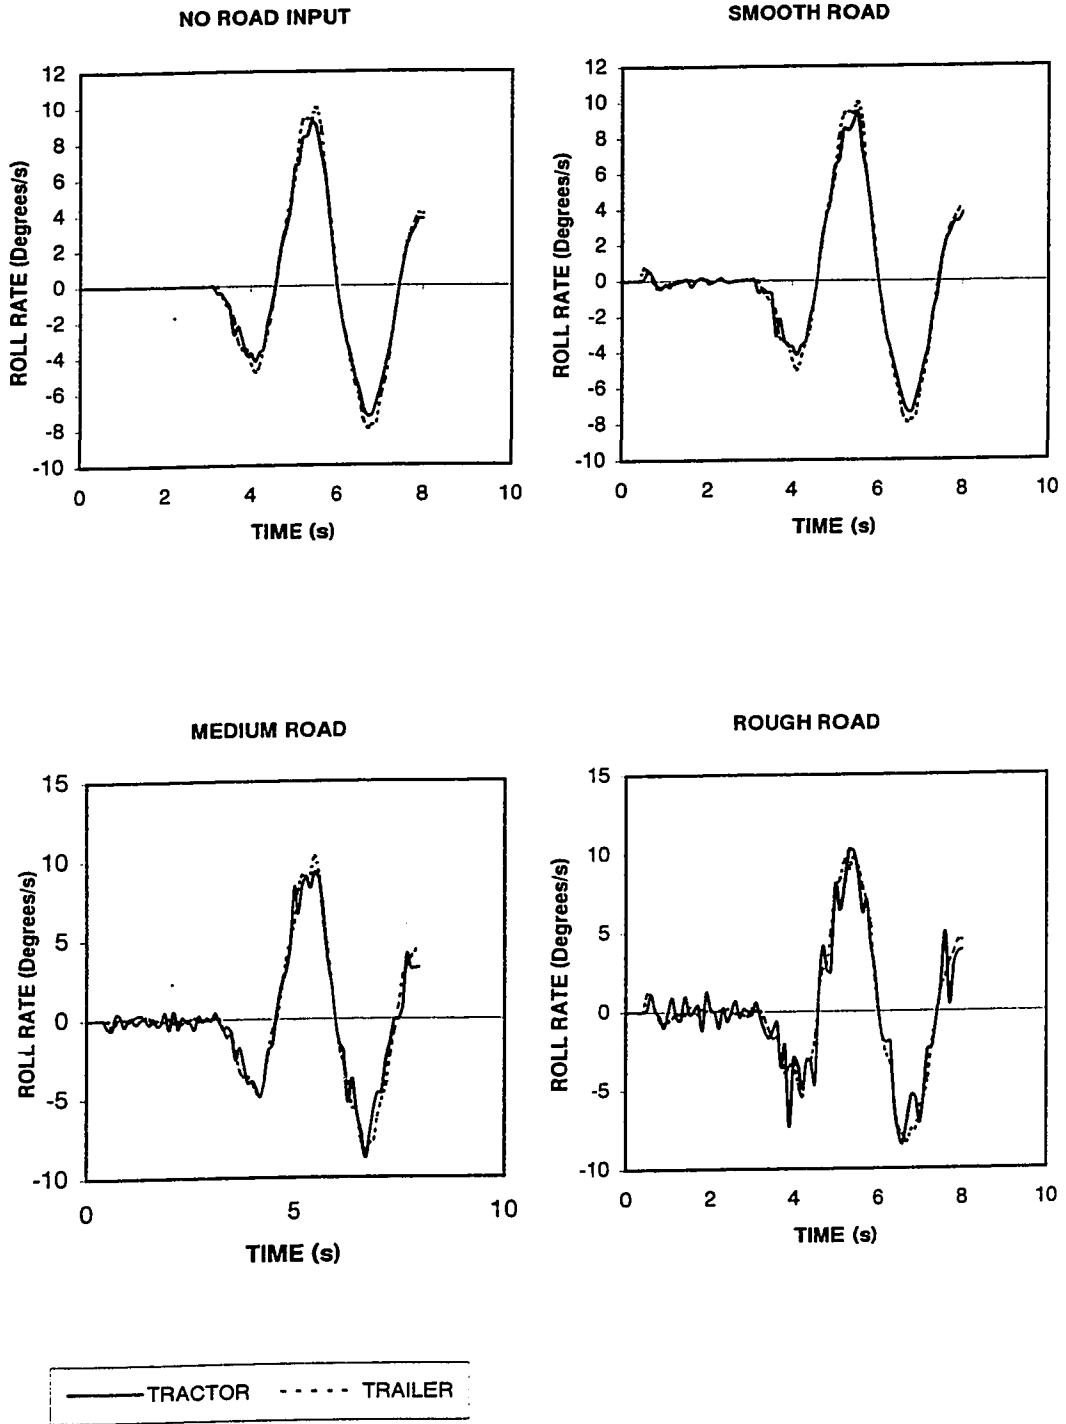 NO ROAD INPUT
ROLL RATE (Degrees/s)
12
10
8
6
4
2
0
-2
-4
-6
-8
-10
0 2 4 6 8 10
TIME (s)
SMOOTH ROAD
ROLL RATE (Degrees/s)
12
10
8
6
4
2
0
-2
-4
-6
-8
-10
0 2 4 6 8 10
TIME (s)
MEDIUM ROAD
ROLL RATE (Degrees/s)
15
10
5
0
-5
-10
0 5 10
TIME (s)
ROUGH ROAD
ROLL RATE (Degrees/s)
15
10
5
0
-5
-10
0 2 4 6 8 10
TIME (s)
TRACTOR TRAILER